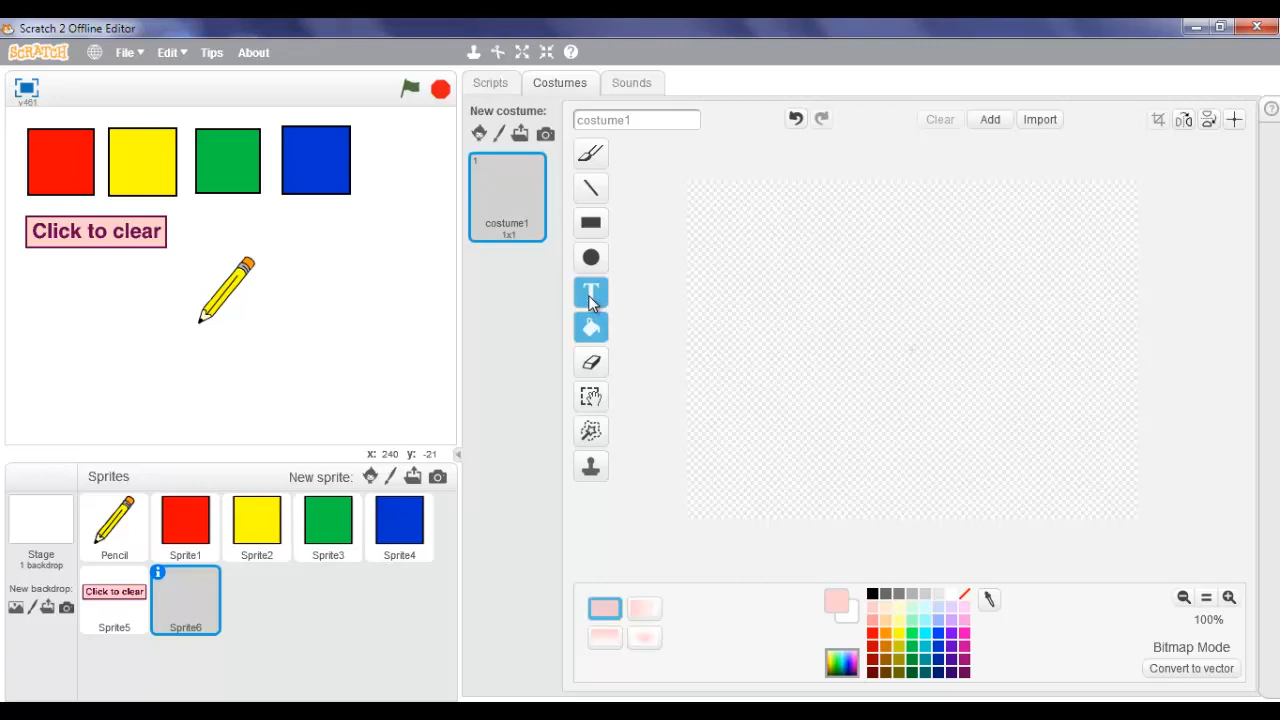 Scratch 2 Offline Editor
SCRATCH File Edit Tips About
v461
Scripts Costumes Sounds
New costume:
costume1
Clear Add Import
1
costume1
1x1
Click to clear
T
x: 240 y: -21
Sprites New sprite:
Stage
1 backdrop
New backdrop:
Pencil Sprite1 Sprite2 Sprite3 Sprite4
Click to clear
Sprite5 Sprite6
100%
Bitmap Mode
Convert to vector